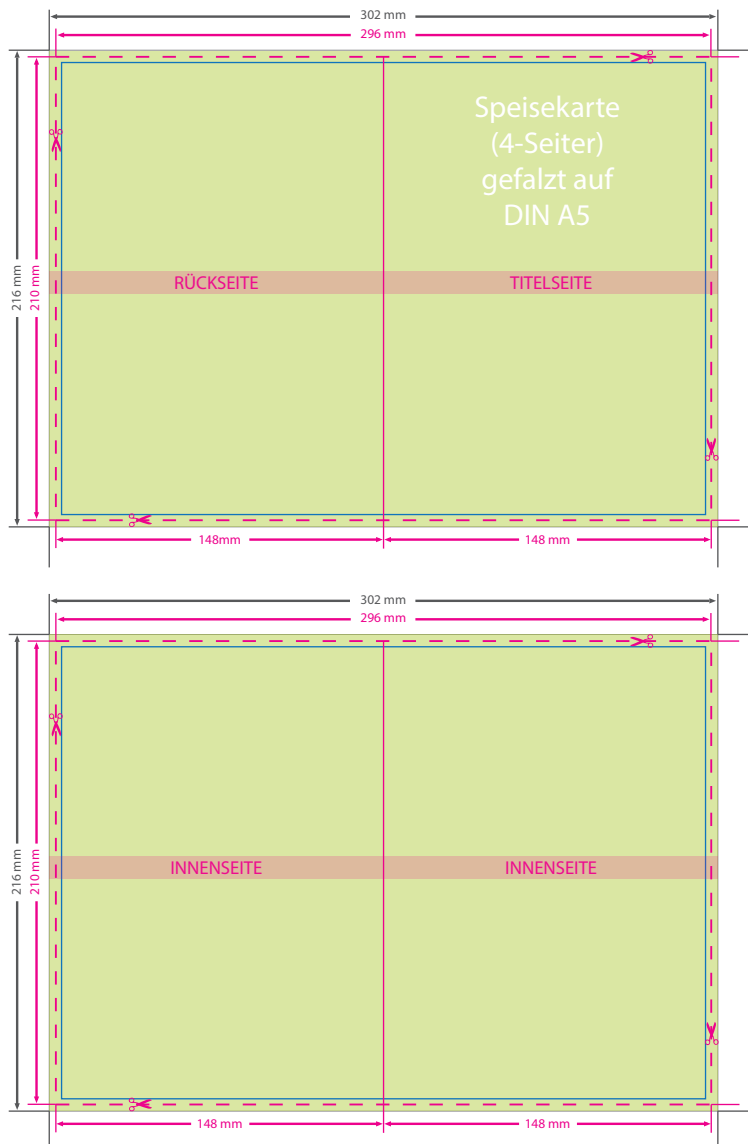 302 mm
296 mm
Speisekarte
(4-Seiter)
gefalzt auf
DIN A5
216 mm
210 mm
RÜCKSEITE
TITELSEITE
148mm
148 mm
302 mm
296 mm
216 mm
210 mm
INNENSEITE
INNENSEITE
148 mm
148 mm